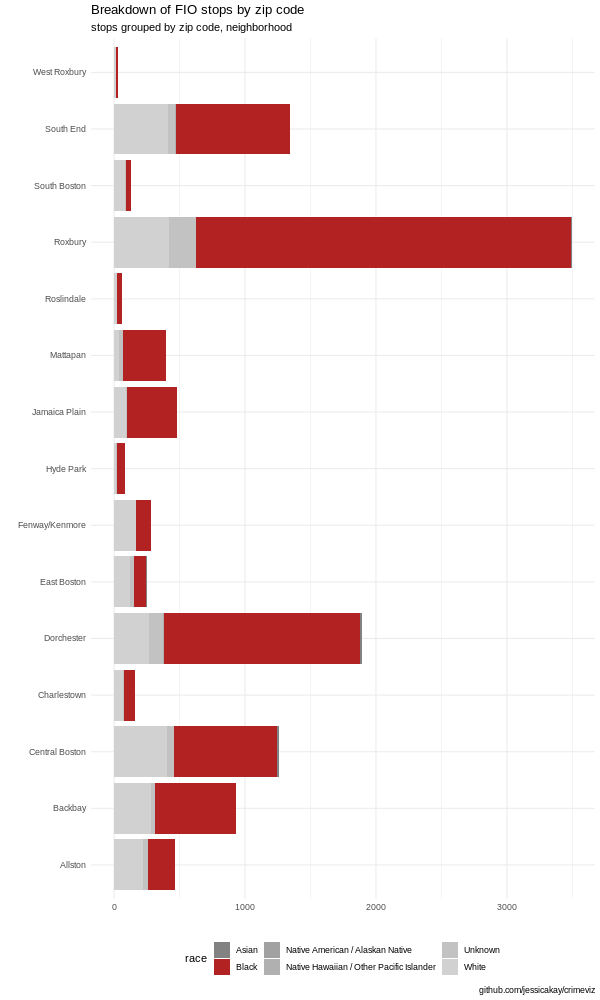 Breakdown of FIO stops by zip code
stops grouped by zip code, neighborhood
West Roxbury
South End
South Boston
Roxbury
Roslindale
Mattapan
Jamaica Plain
Hyde Park
Fenway/Kenmore
East Boston
Dorchester
Charlestown
Central Boston
Backbay
Allston
0 1000 2000 3000
race
Asian Native American / Alaskan Native Unknown
Black Native Hawaiian / Other Pacific Islander White
github.com/jessicakay/crimeviz